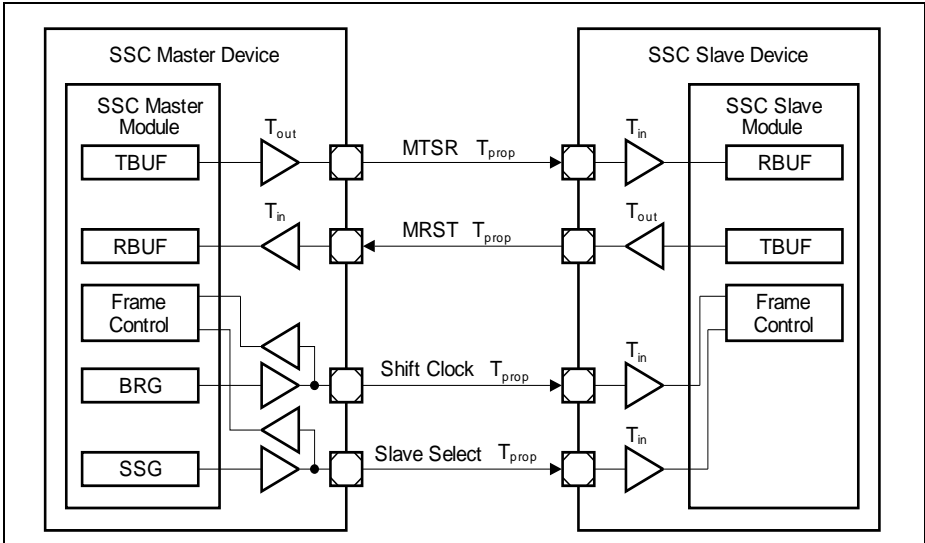 SSC Master Device
SSC Slave Device
SSC Master
Module
SSC Slave
Module
Tout
Tin
TBUF
MTSR Tprop
RBUF
Tin
Tout
RBUF
MRST Tprop
TBUF
Frame
Control
Frame
Control
Tin
BRG
Shift Clock Tprop
Tin
SSG
Slave Select Tprop